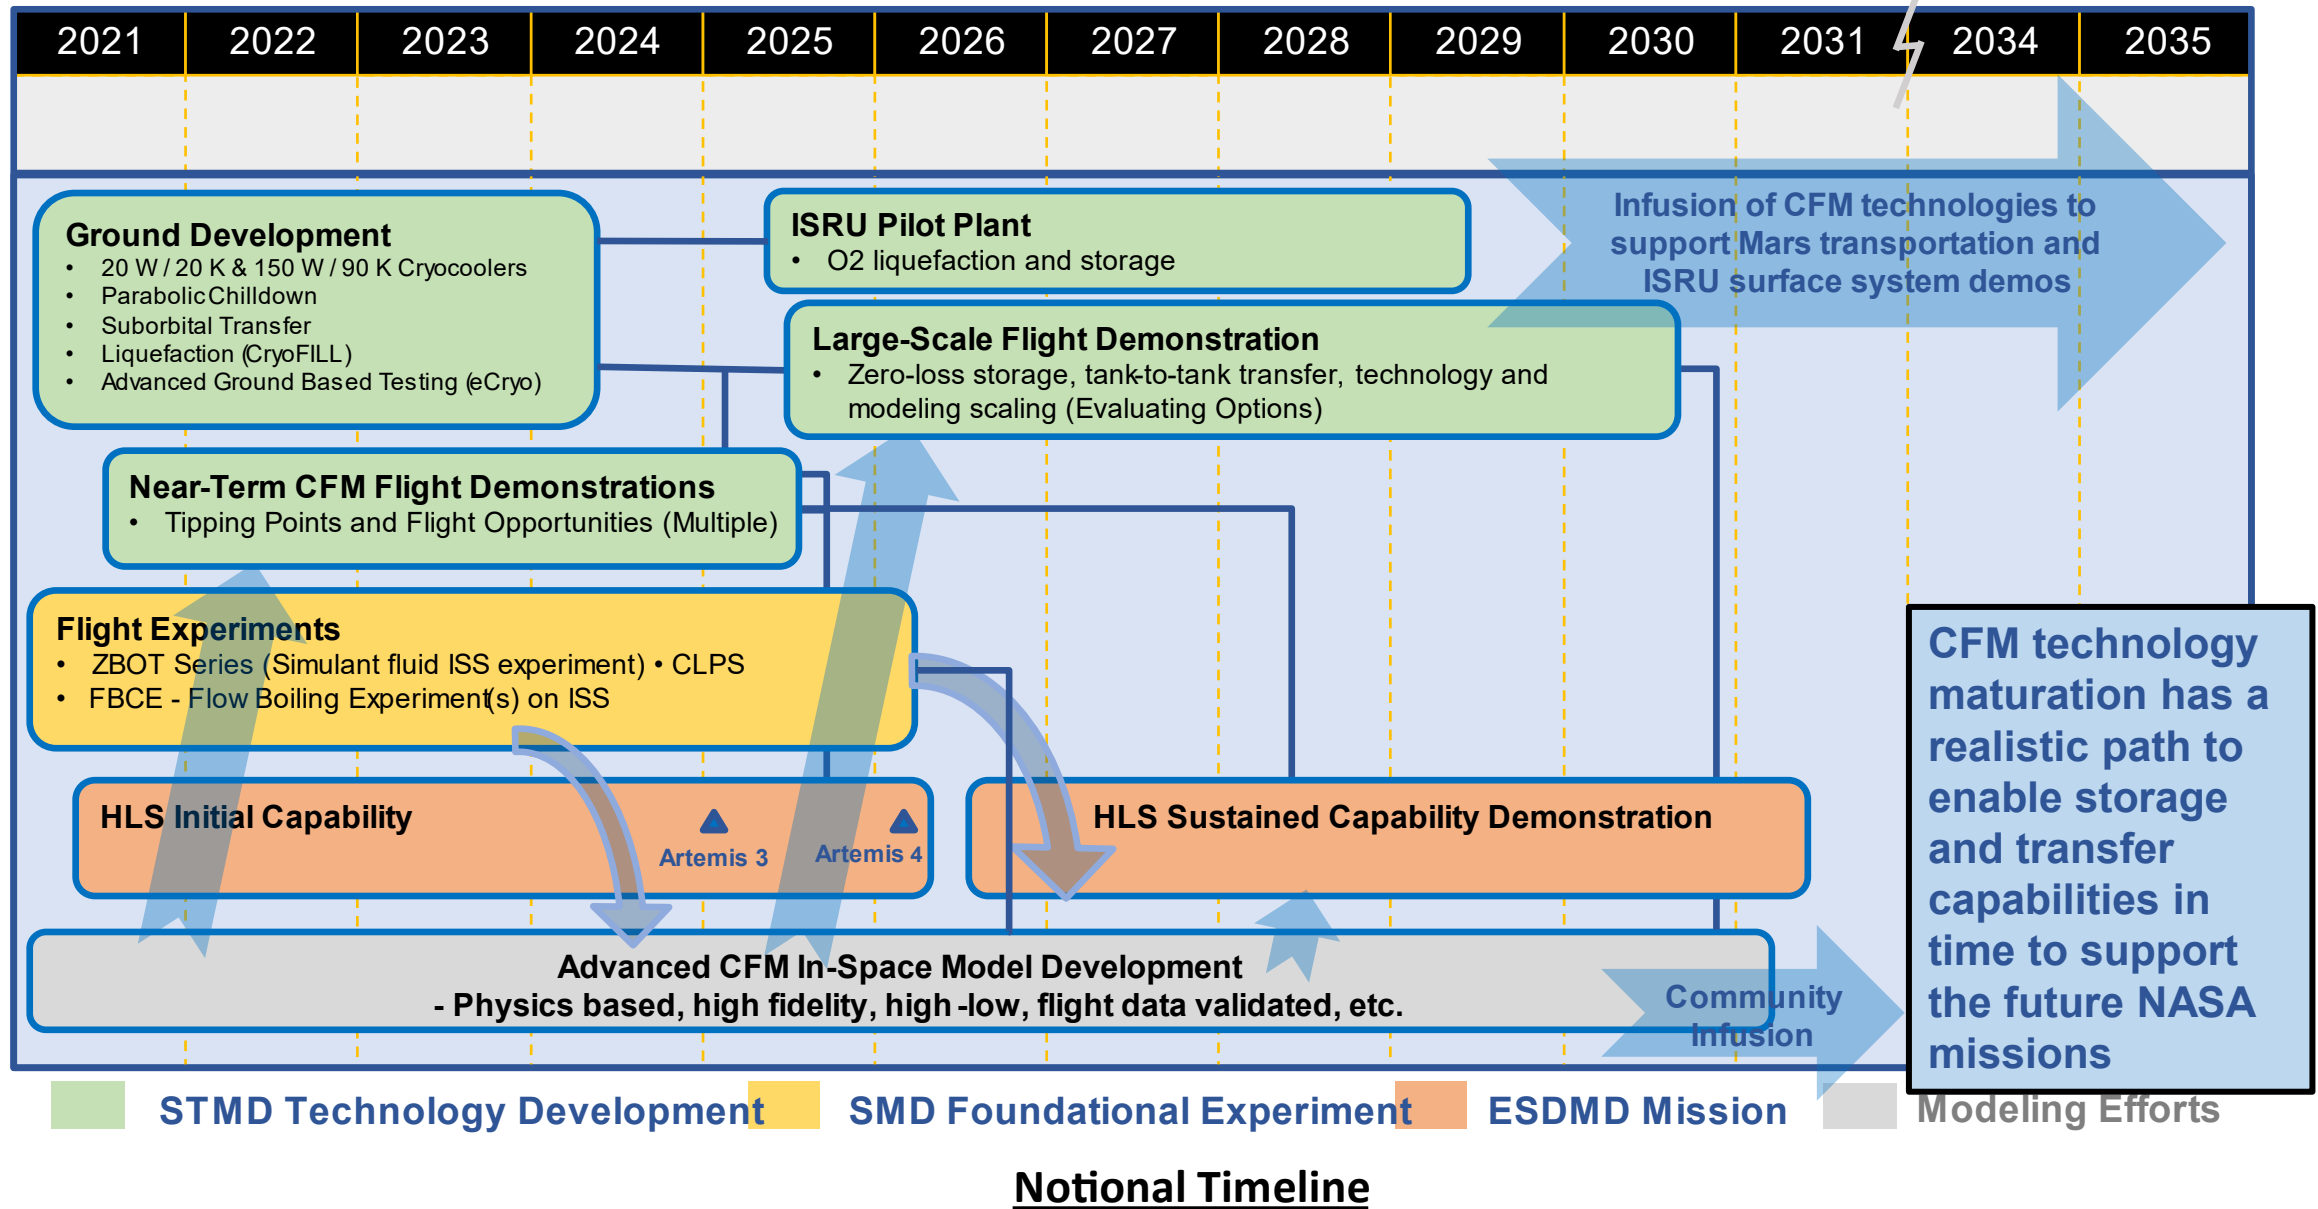 2021 2022 2023 2024 2025 2026 2027 2028 2029 2030 2031 2034 2035
Ground Development
• 20 W / 20 K & 150 W / 90 K Cryocoolers
• Parabolic Chilldown
• Suborbital Transfer
• Liquefaction (CryoFILL)
• Advanced Ground Based Testing (eCryo)
ISRU Pilot Plant
• O2 liquefaction and storage
Infusion of CFM technologies to
support Mars transportation and
ISRU surface system demos
Large-Scale Flight Demonstration
• Zero-loss storage, tank-to-tank transfer, technology and
modeling scaling (Evaluating Options)
Near-Term CFM Flight Demonstrations
• Tipping Points and Flight Opportunities (Multiple)
Flight Experiments
• ZBOT Series (Simulant fluid ISS experiment) • CLPS
• FBCE - Flow Boiling Experiment(s) on ISS
HLS Initial Capability
Artemis 3
Artemis 4
HLS Sustained Capability Demonstration
Advanced CFM In-Space Model Development
- Physics based, high fidelity, high-low, flight data validated, etc.
Community
Infusion
CFM technology
maturation has a
realistic path to
enable storage
and transfer
capabilities in
time to support
the future NASA
missions
STMD Technology Development
SMD Foundational Experiment
ESDMD Mission
Modeling Efforts
Notional Timeline